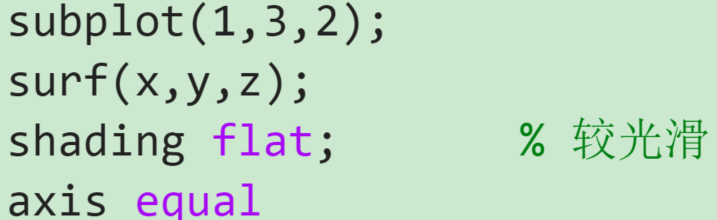 subplot(1,3,2);
surf(x,y,z);
shading flat; % 较光滑
axis equal